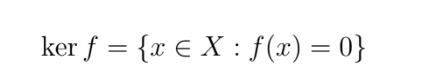 ker f = {x ∈ X : f(x) = 0}